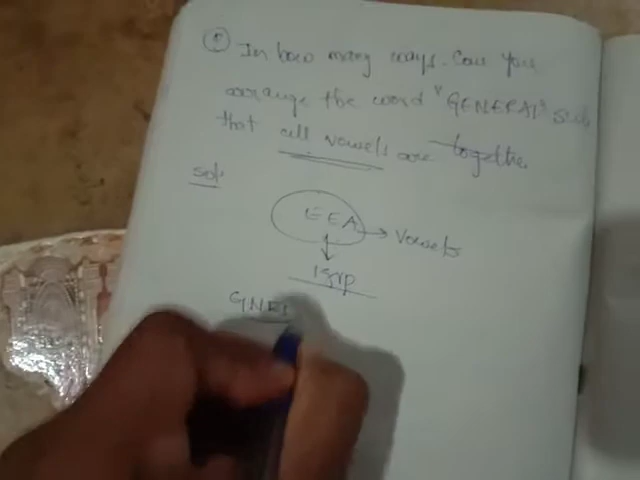 ① In how many ways. Can you
arrange the word "GENERAL" such
that all vowels are together
Sol:
EEA → Vowels
1 grp
GNRL